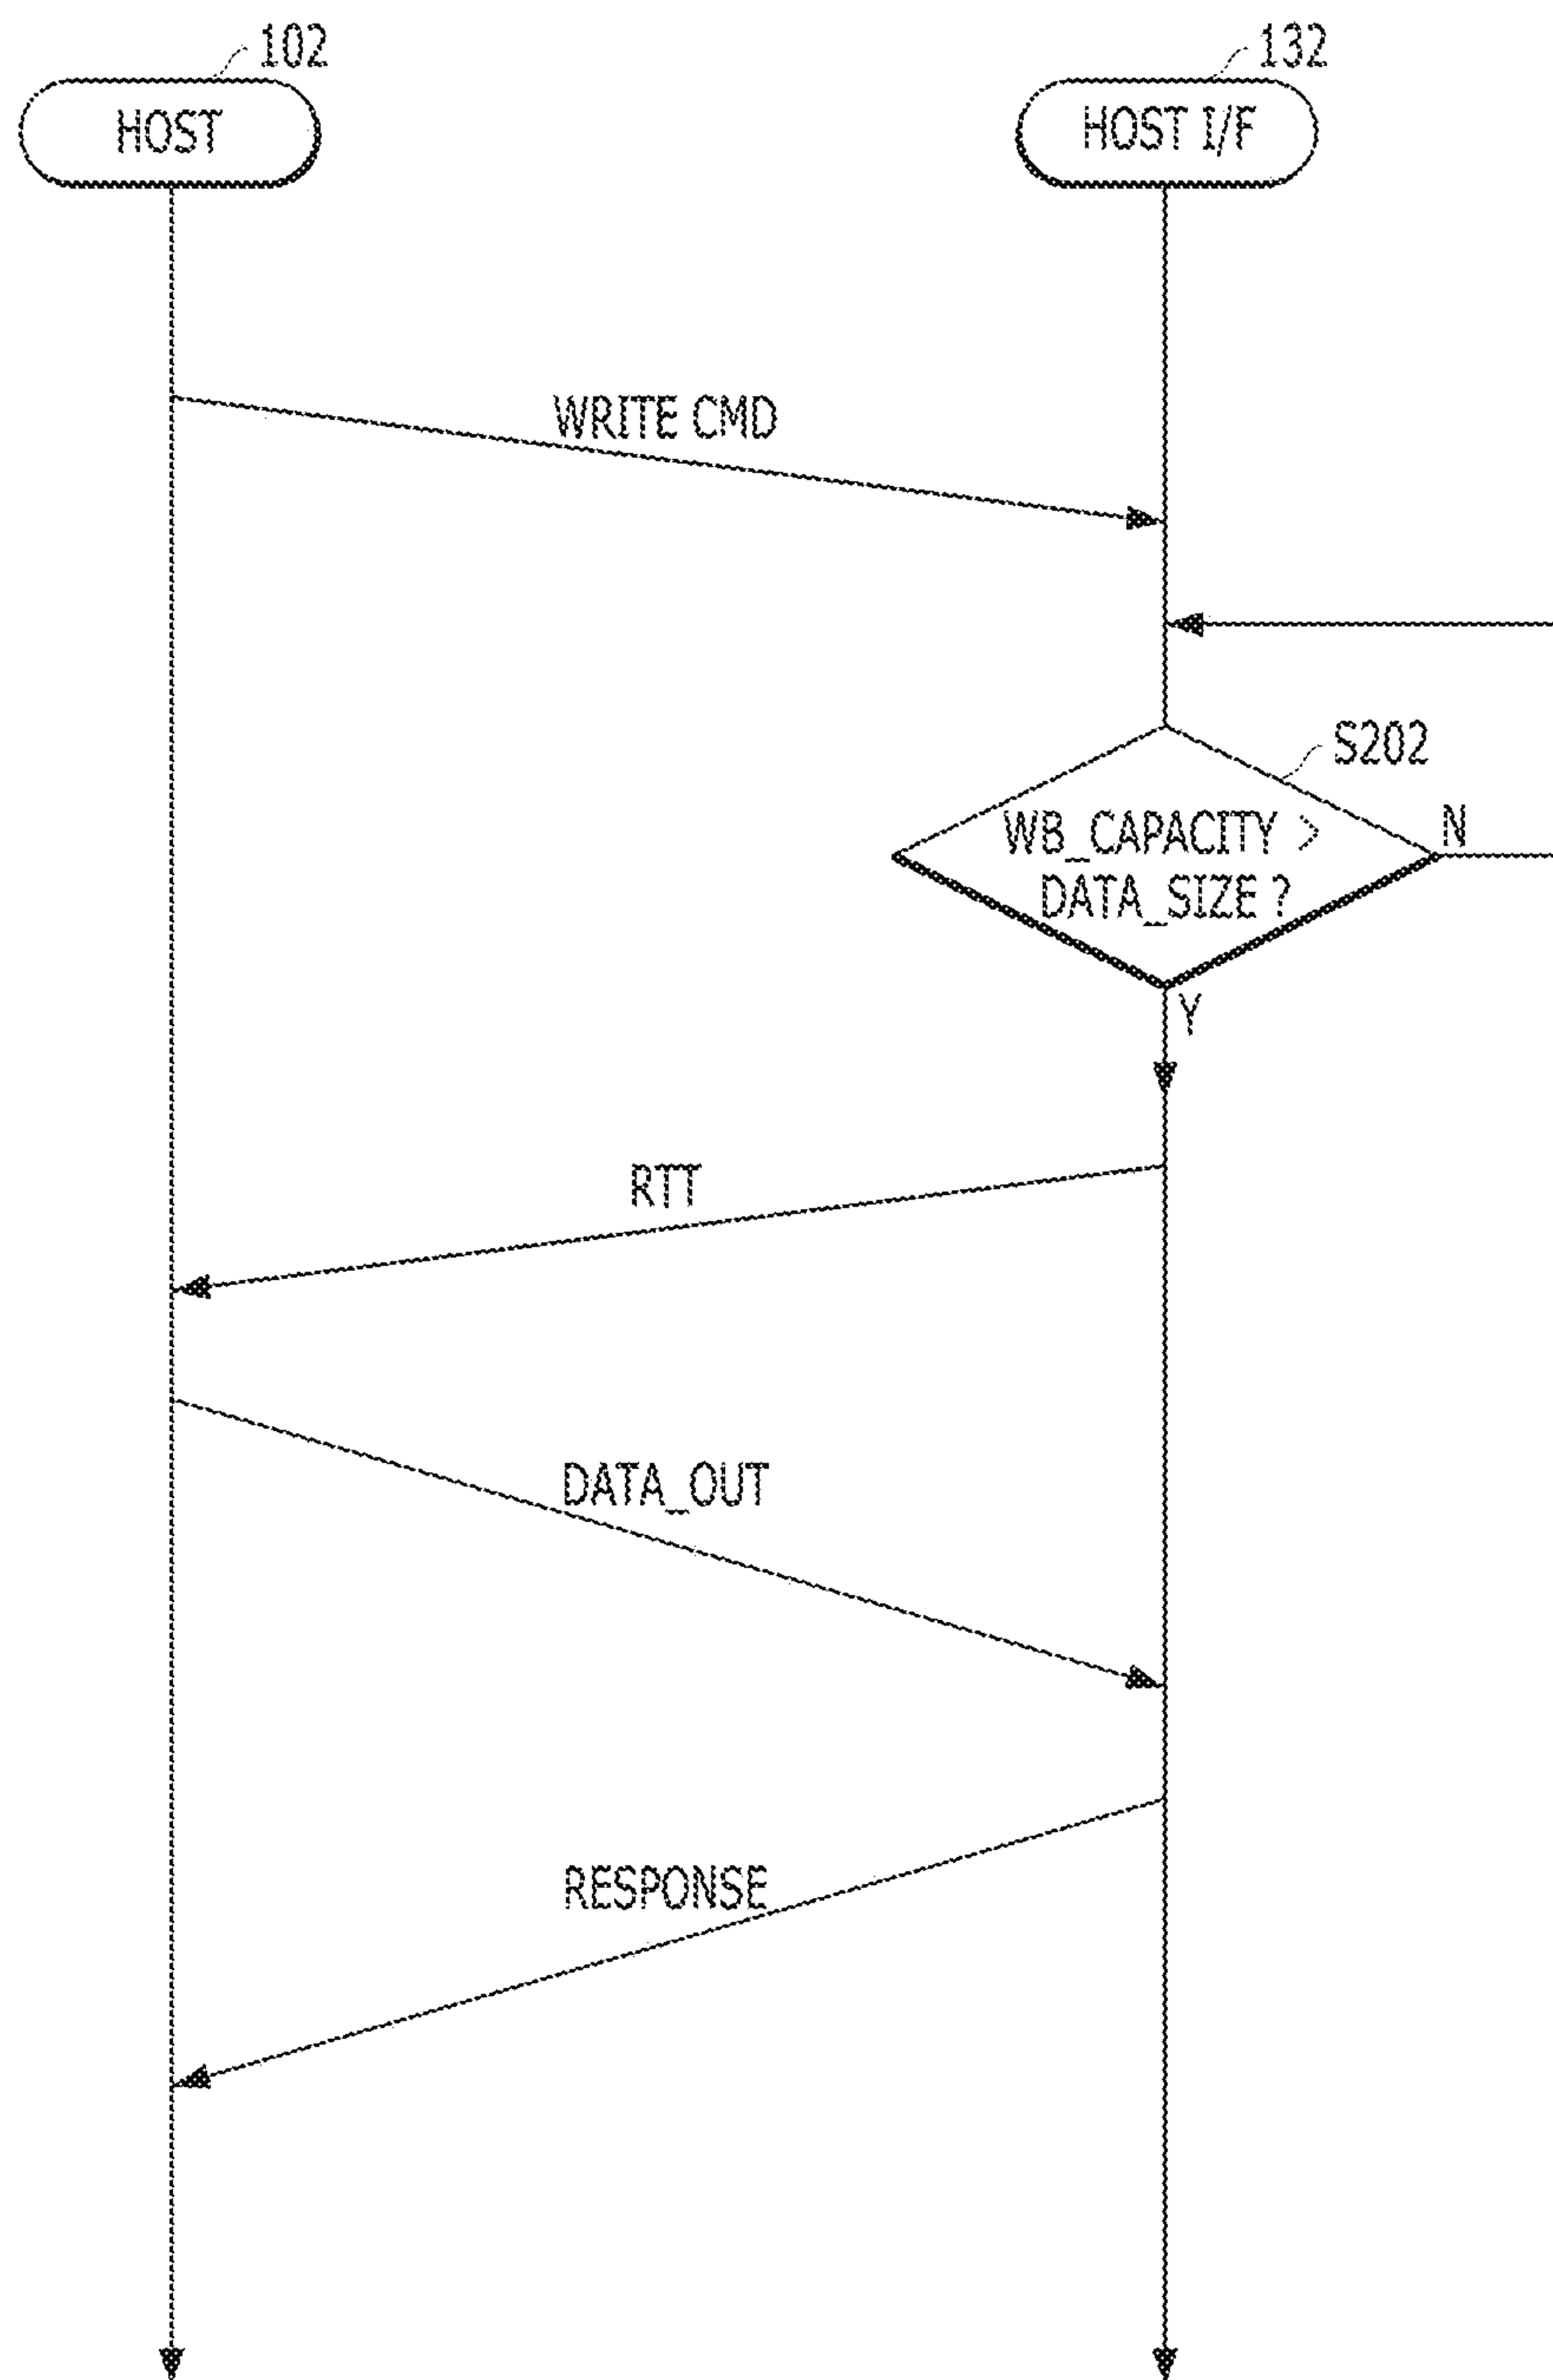 102
132
HOST
HOST I/F
WRITE CMD
S202
WB_CAPACITY >
DATA_SIZE ?
N
Y
RTT
DATA_OUT
RESPONSE